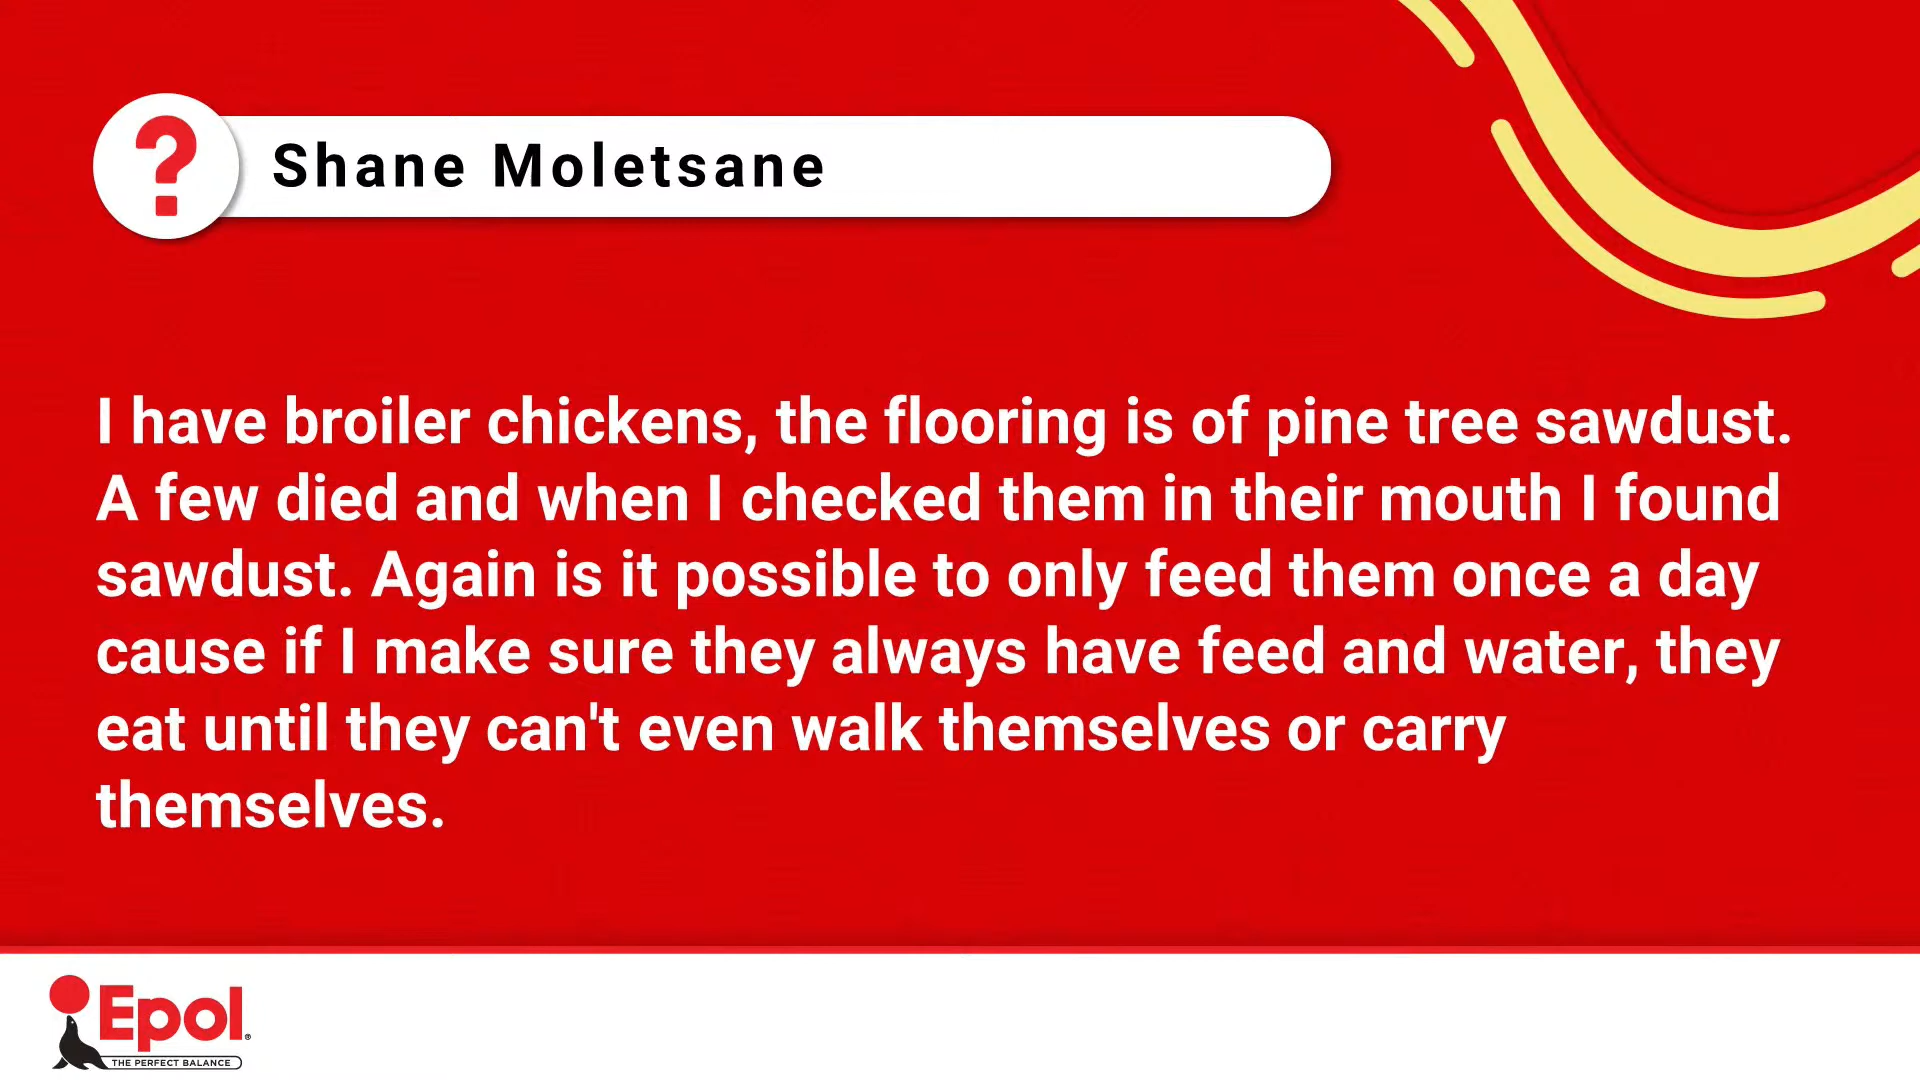 ?
Shane Moletsane
I have broiler chickens, the flooring is of pine tree sawdust.
A few died and when I checked them in their mouth I found
sawdust. Again is it possible to only feed them once a day
cause if I make sure they always have feed and water, they
eat until they can't even walk themselves or carry
themselves.
Epol®
THE PERFECT BALANCE